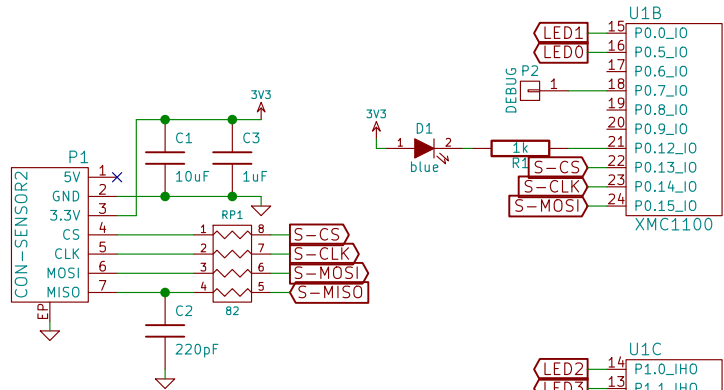 U1B
LED1 15 P0.0_IO
LED0 16 P0.5_IO
17 P0.6_IO
DEBUG P2 1 18 P0.7_IO
19 P0.8_IO
20 P0.9_IO
3V3 1 D1 2 blue 1k R1 21 P0.12_IO
S-CS 22 P0.13_IO
S-CLK 23 P0.14_IO
S-MOSI 24 P0.15_IO
XMC1100
3V3
C1 C3
10uF 1uF
P1
CON-SENSOR2
5V 1
GND 2
3.3V 3
CS 4
CLK 5
MOSI 6
MISO 7
EP
RP1
1 8 S-CS
2 7 S-CLK
3 6 S-MOSI
4 5 S-MISO
82
C2
220pF
U1C
LED2 14 P1.0_IHO
LED3 13 P1.1_IHO